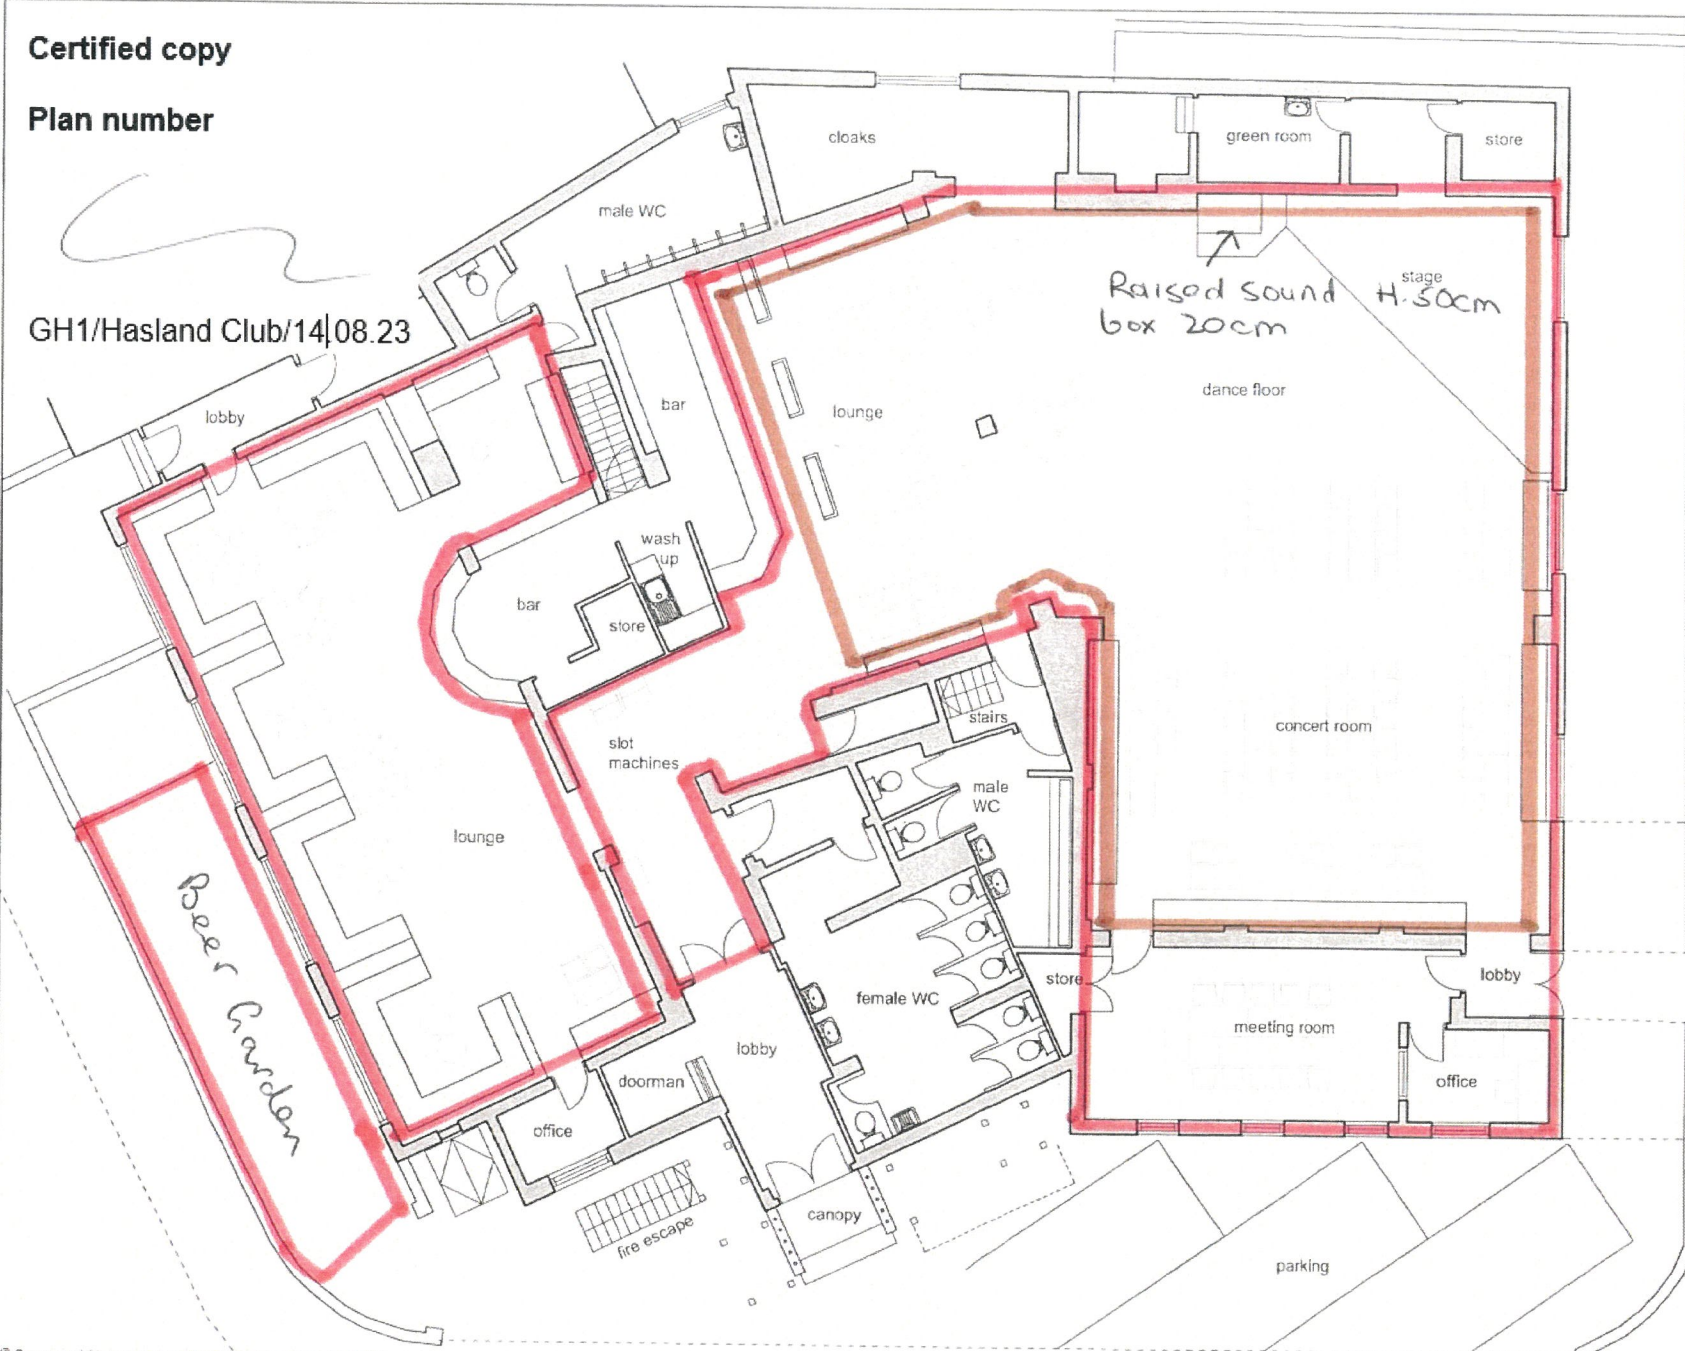 Certified copy
Plan number
GH1/Hasland Club/14|08.23
cloaks
green room
store
male WC
stage
Raised sound
box 20cm
H.50cm
lobby
bar
lounge
dance floor
wash
up
bar
store
stairs
concert room
slot
machines
male
WC
lounge
Beer Garden
store
lobby
female WC
meeting room
lobby
doorman
office
office
canopy
fire escape
parking